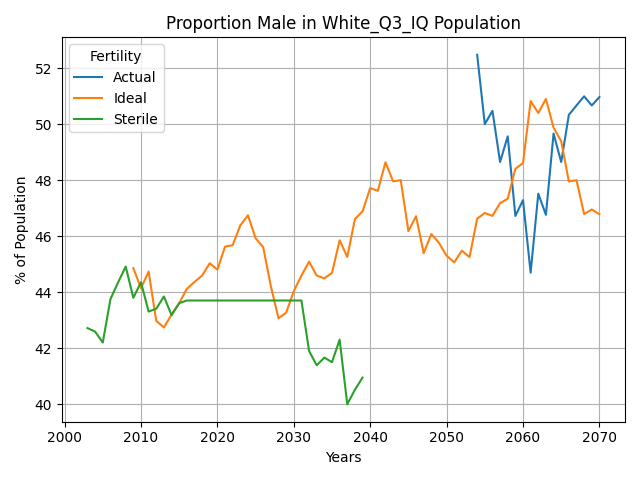 Proportion Male in White_Q3_IQ Population
% of Population
52
50
48
46
44
42
40
Fertility
Actual
Ideal
Sterile
2000 2010 2020 2030 2040 2050 2060 2070
Years